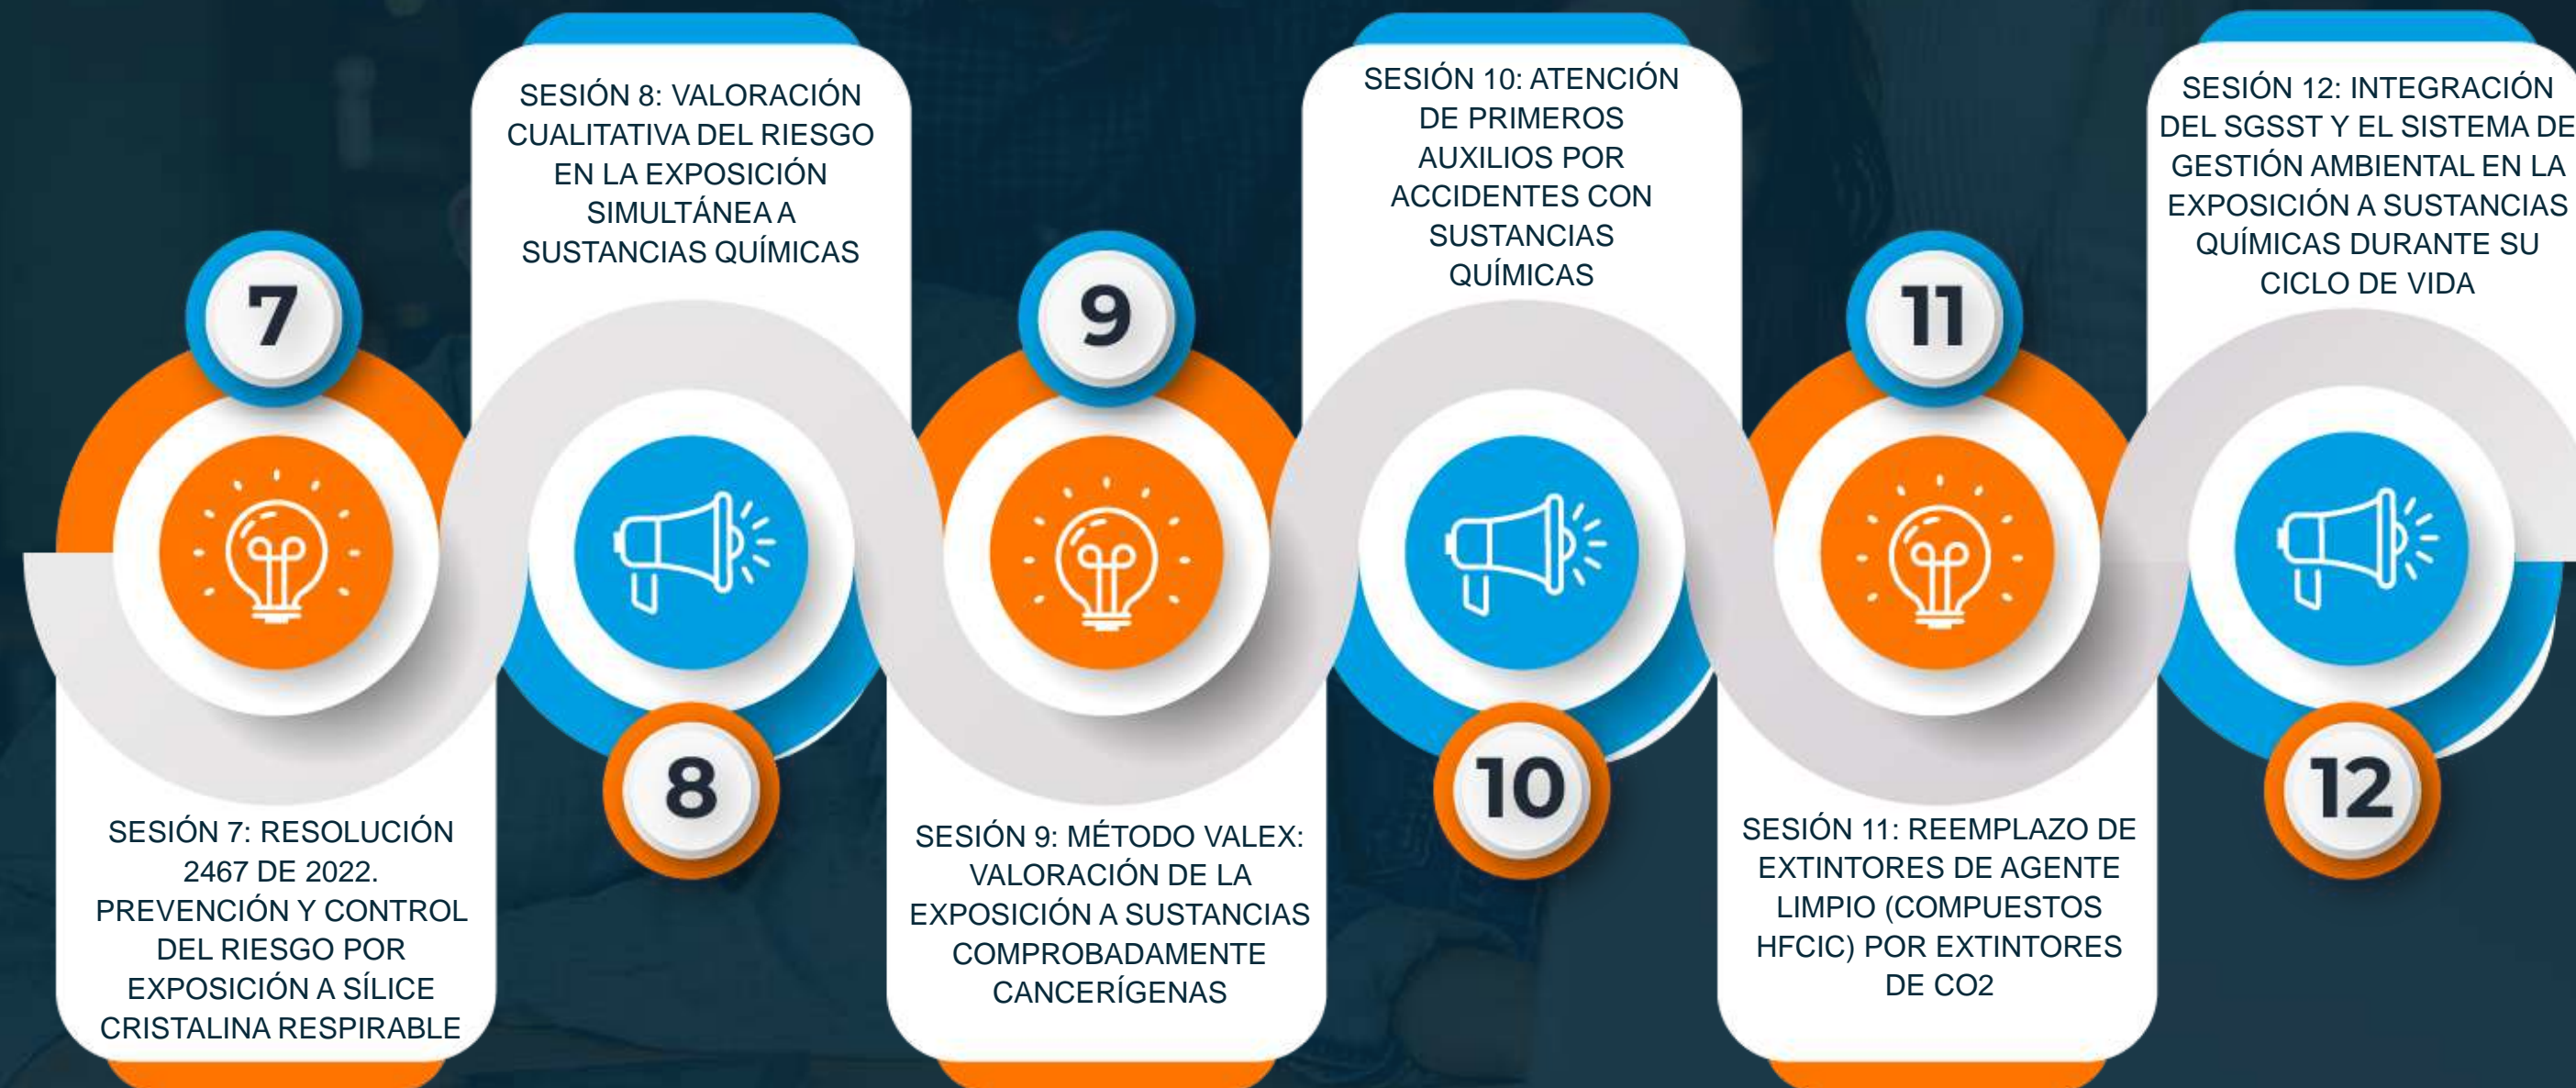 7
SESIÓN 7: RESOLUCIÓN
2467 DE 2022.
PREVENCIÓN Y CONTROL
DEL RIESGO POR
EXPOSICIÓN A SÍLICE
CRISTALINA RESPIRABLE
SESIÓN 8: VALORACIÓN
CUALITATIVA DEL RIESGO
EN LA EXPOSICIÓN
SIMULTÁNEA A
SUSTANCIAS QUÍMICAS
8
9
SESIÓN 9: MÉTODO VALEX:
VALORACIÓN DE LA
EXPOSICIÓN A SUSTANCIAS
COMPROBADAMENTE
CANCERÍGENAS
SESIÓN 10: ATENCIÓN
DE PRIMEROS
AUXILIOS POR
ACCIDENTES CON
SUSTANCIAS
QUÍMICAS
10
11
SESIÓN 11: REEMPLAZO DE
EXTINTORES DE AGENTE
LIMPIO (COMPUESTOS
HFCIC) POR EXTINTORES
DE CO2
SESIÓN 12: INTEGRACIÓN
DEL SGSST Y EL SISTEMA DE
GESTIÓN AMBIENTAL EN LA
EXPOSICIÓN A SUSTANCIAS
QUÍMICAS DURANTE SU
CICLO DE VIDA
12